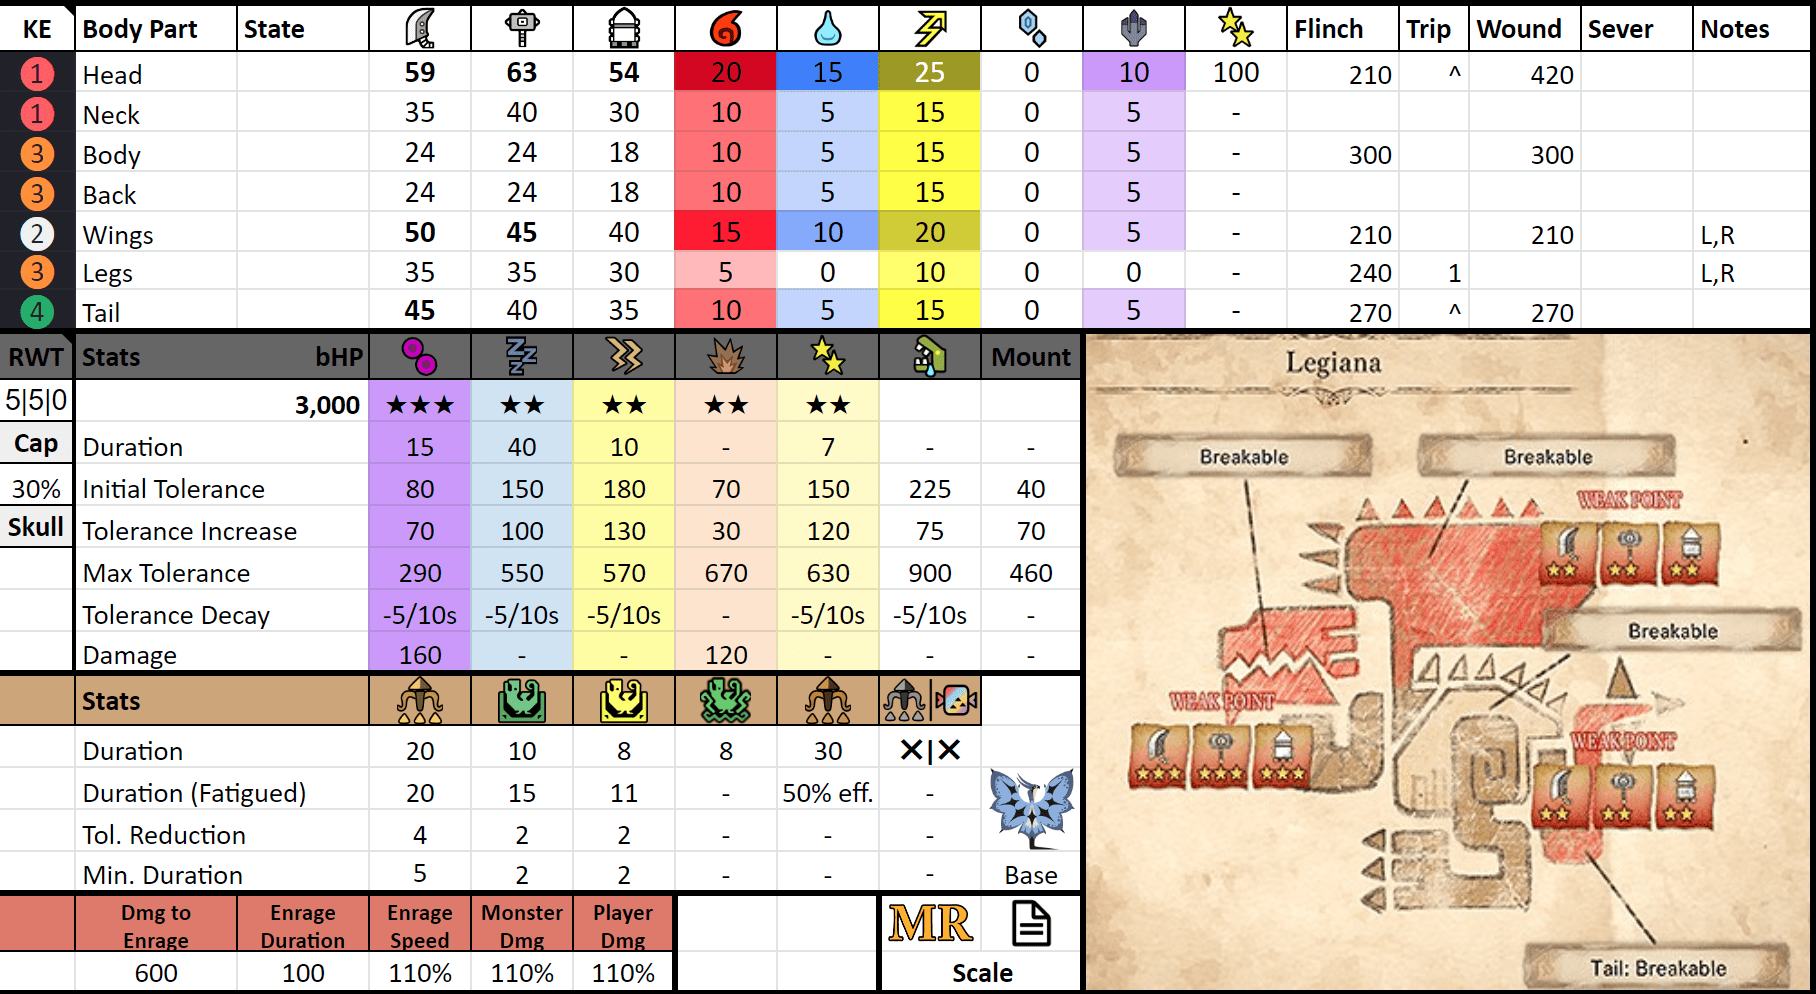 KE Body Part State Flinch Trip Wound Sever Notes
1 Head 59 63 54 20 15 25 0 10 100 210 ^ 420
1 Neck 35 40 30 10 5 15 0 5 -
3 Body 24 24 18 10 5 15 0 5 - 300 300
3 Back 24 24 18 10 5 15 0 5 -
2 Wings 50 45 40 15 10 20 0 5 - 210 210 L,R
3 Legs 35 35 30 5 0 10 0 0 - 240 1 L,R
4 Tail 45 40 35 10 5 15 0 5 - 270 ^ 270
RWT Stats bHP Mount
5|5|0 3,000 ★★★ ★★ ★★ ★★ ★★
Cap Duration 15 40 10 - 7 - -
30% Initial Tolerance 80 150 180 70 150 225 40
Skull Tolerance Increase 70 100 130 30 120 75 70
Max Tolerance 290 550 570 670 630 900 460
Tolerance Decay -5/10s -5/10s -5/10s - -5/10s -5/10s -
Damage 160 - - 120 - - -
Stats
Duration 20 10 8 8 30 ✕|✕
Duration (Fatigued) 20 15 11 - 50% eff. -
Tol. Reduction 4 2 2 - - -
Min. Duration 5 2 2 - - - Base
Dmg to Enrage Enrage Duration Enrage Speed Monster Dmg Player Dmg MR
600 100 110% 110% 110% Scale
Legiana
Breakable Breakable
WEAK POINT
★★ ★★ ★★
Breakable
WEAK POINT
★★★ ★★★ ★★★
WEAK POINT
★★ ★★ ★★
Tail: Breakable